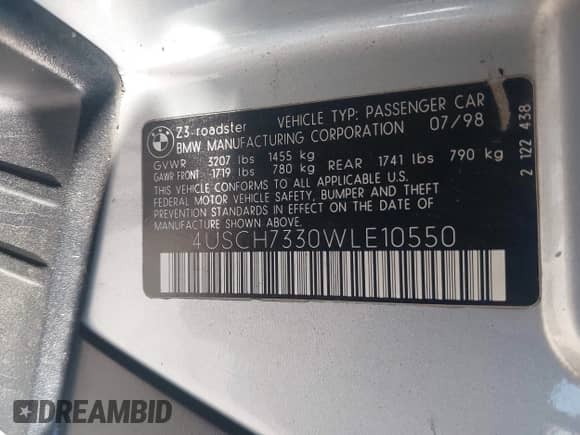 BMW
Z3-roadster VEHICLE TYP: PASSENGER CAR
BMW MANUFACTURING CORPORATION 07/98
GVWR 3207 lbs 1455 kg
GAWR FRONT -1719 lbs 780 kg REAR 1741 lbs 790 kg
THIS VEHICLE CONFORMS TO ALL APPLICABLE U.S.
FEDERAL MOTOR VEHICLE SAFETY, BUMPER AND THEFT
PREVENTION STANDARDS IN EFFECT ON THE DATE OF
MANUFACTURE SHOWN ABOVE.
4USCH7330WLE10550
2 122 438
DREAMBID